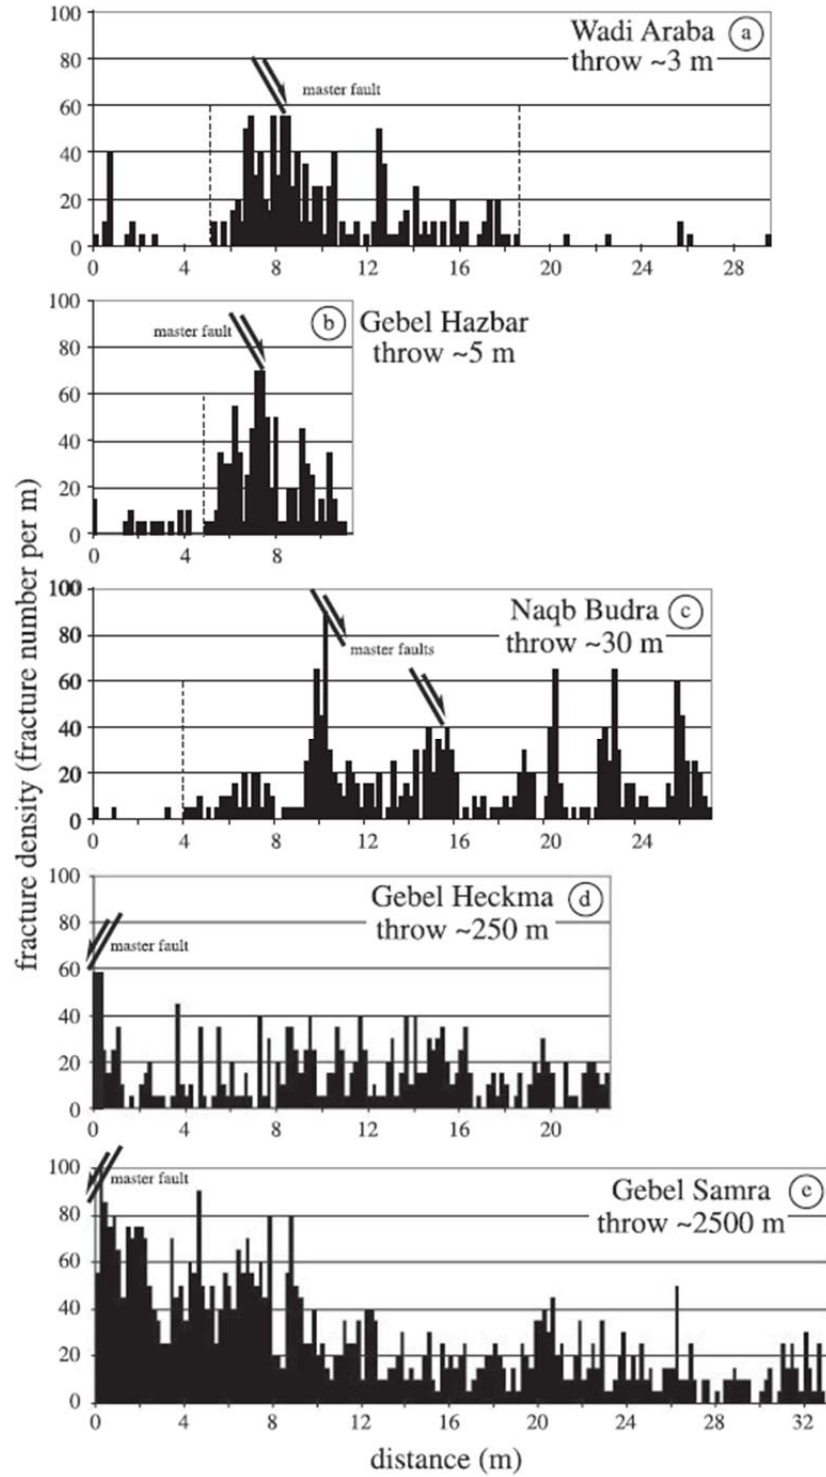 fracture density (fracture number per m)
Wadi Araba a
throw ~3 m
master fault
100
80
60
40
20
0
0 4 8 12 16 20 24 28
Gebel Hazbar b
throw ~5 m
master fault
100
80
60
40
20
0
0 4 8
Naqb Budra c
throw ~30 m
master faults
100
80
60
40
20
0
0 4 8 12 16 20 24
Gebel Heckma d
throw ~250 m
master fault
100
80
60
40
20
0
0 4 8 12 16 20
Gebel Samra e
throw ~2500 m
master fault
100
80
60
40
20
0
0 4 8 12 16 20 24 28 32
distance (m)